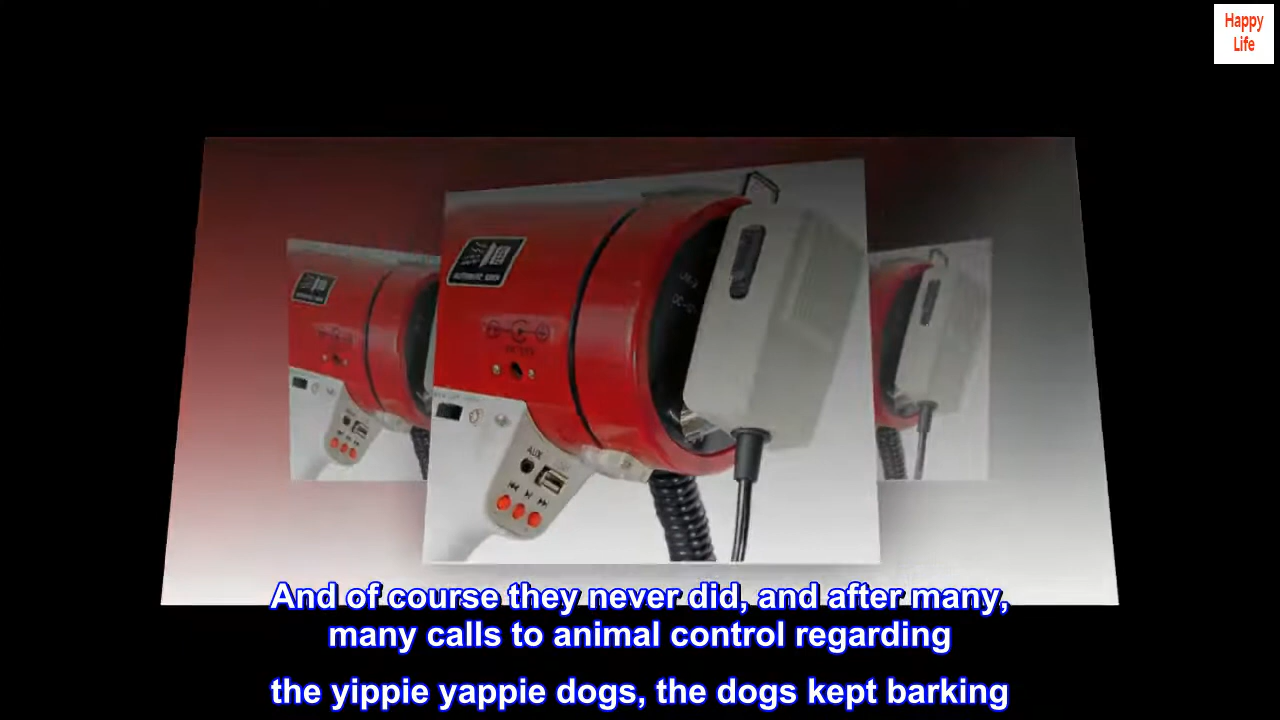 Happy
Life
AUX
And of course they never did, and after many,
many calls to animal control regarding
the yippie yappie dogs, the dogs kept barking